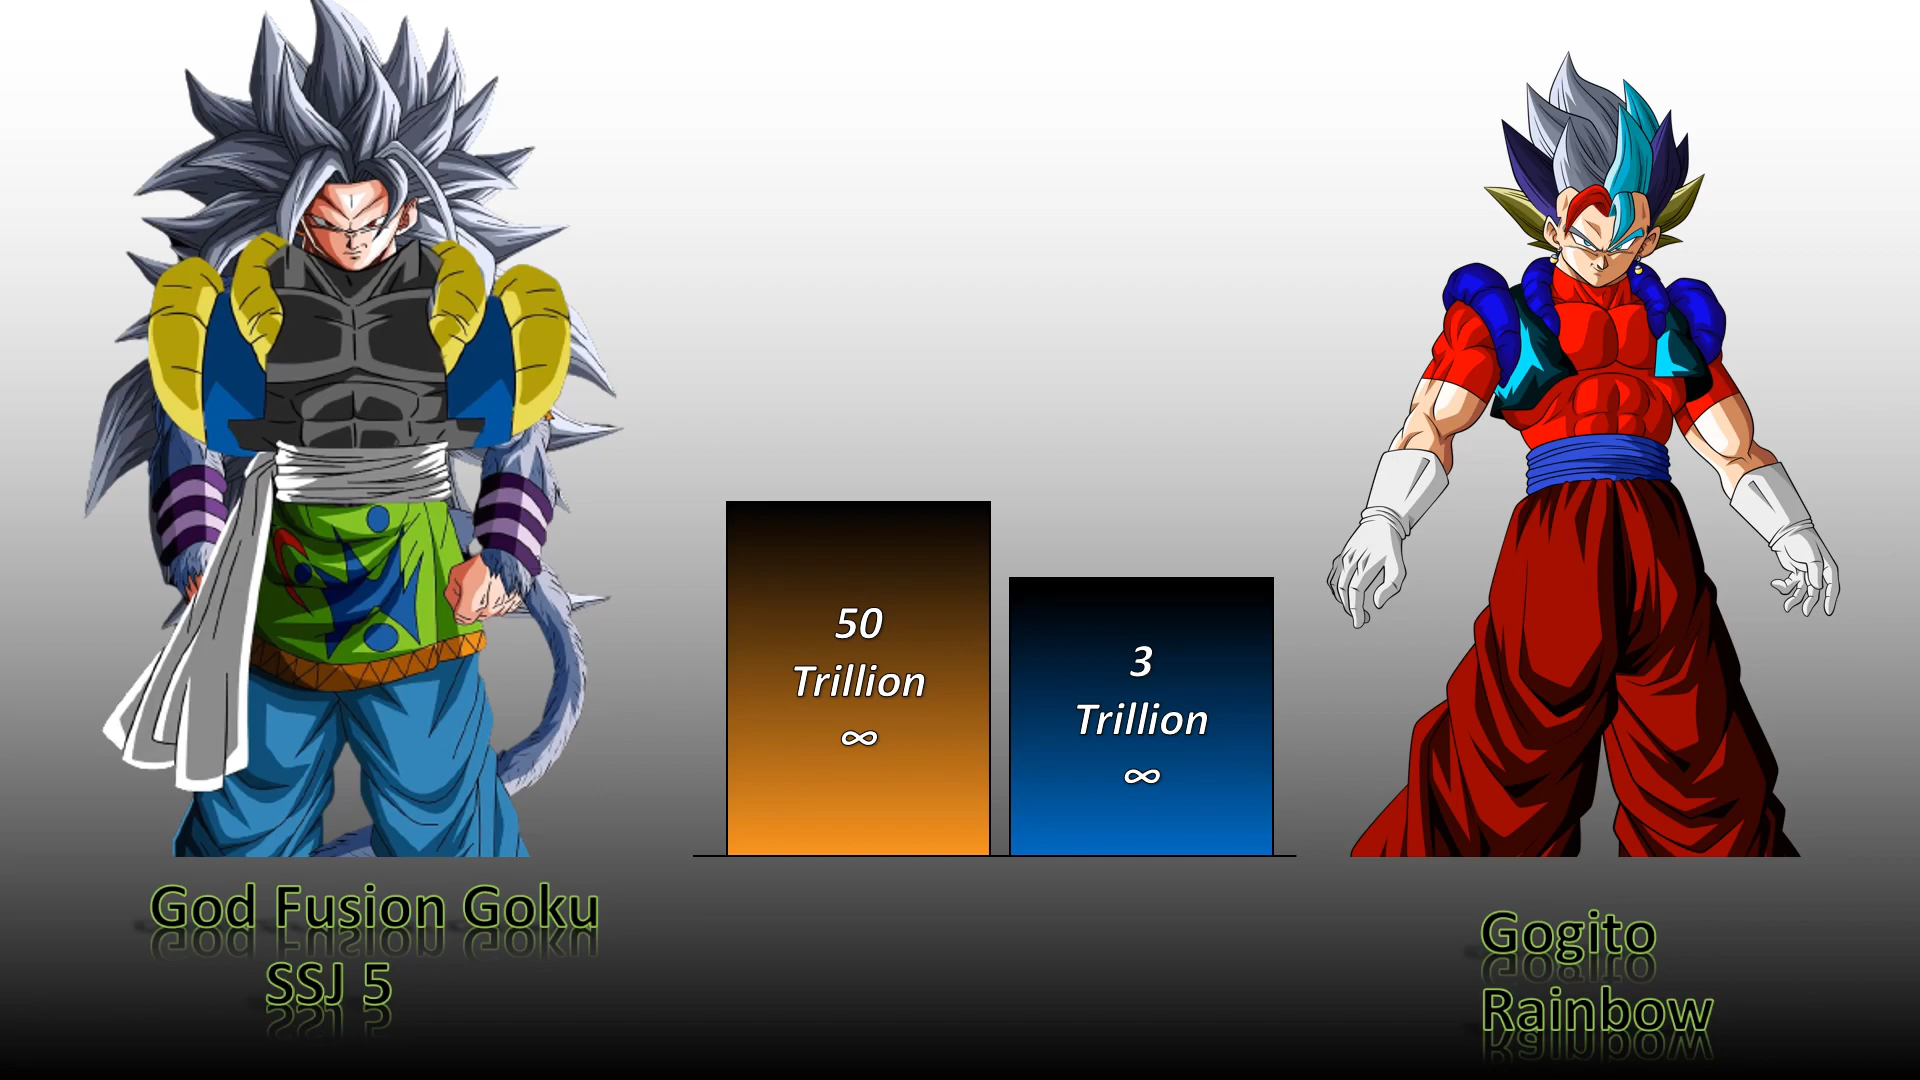 50
Trillion
∞
3
Trillion
∞
God Fusion Goku
SSJ 5
Gogito
Rainbow